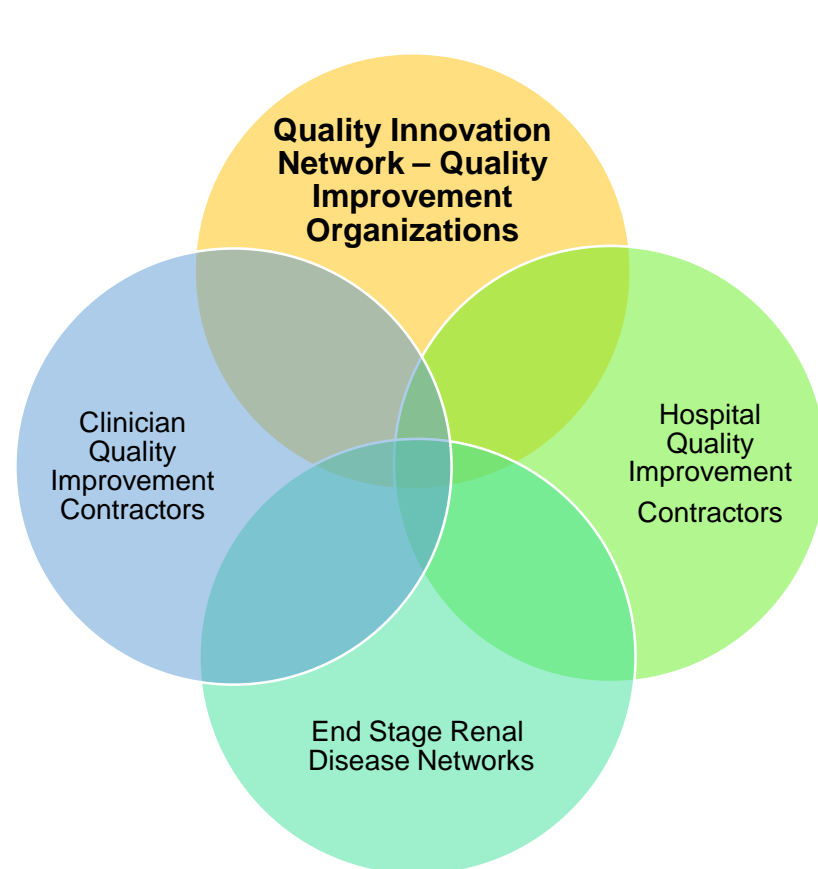 Quality Innovation
Network – Quality
Improvement
Organizations
Clinician
Quality
Improvement
Contractors
Hospital
Quality
Improvement
Contractors
End Stage Renal
Disease Networks